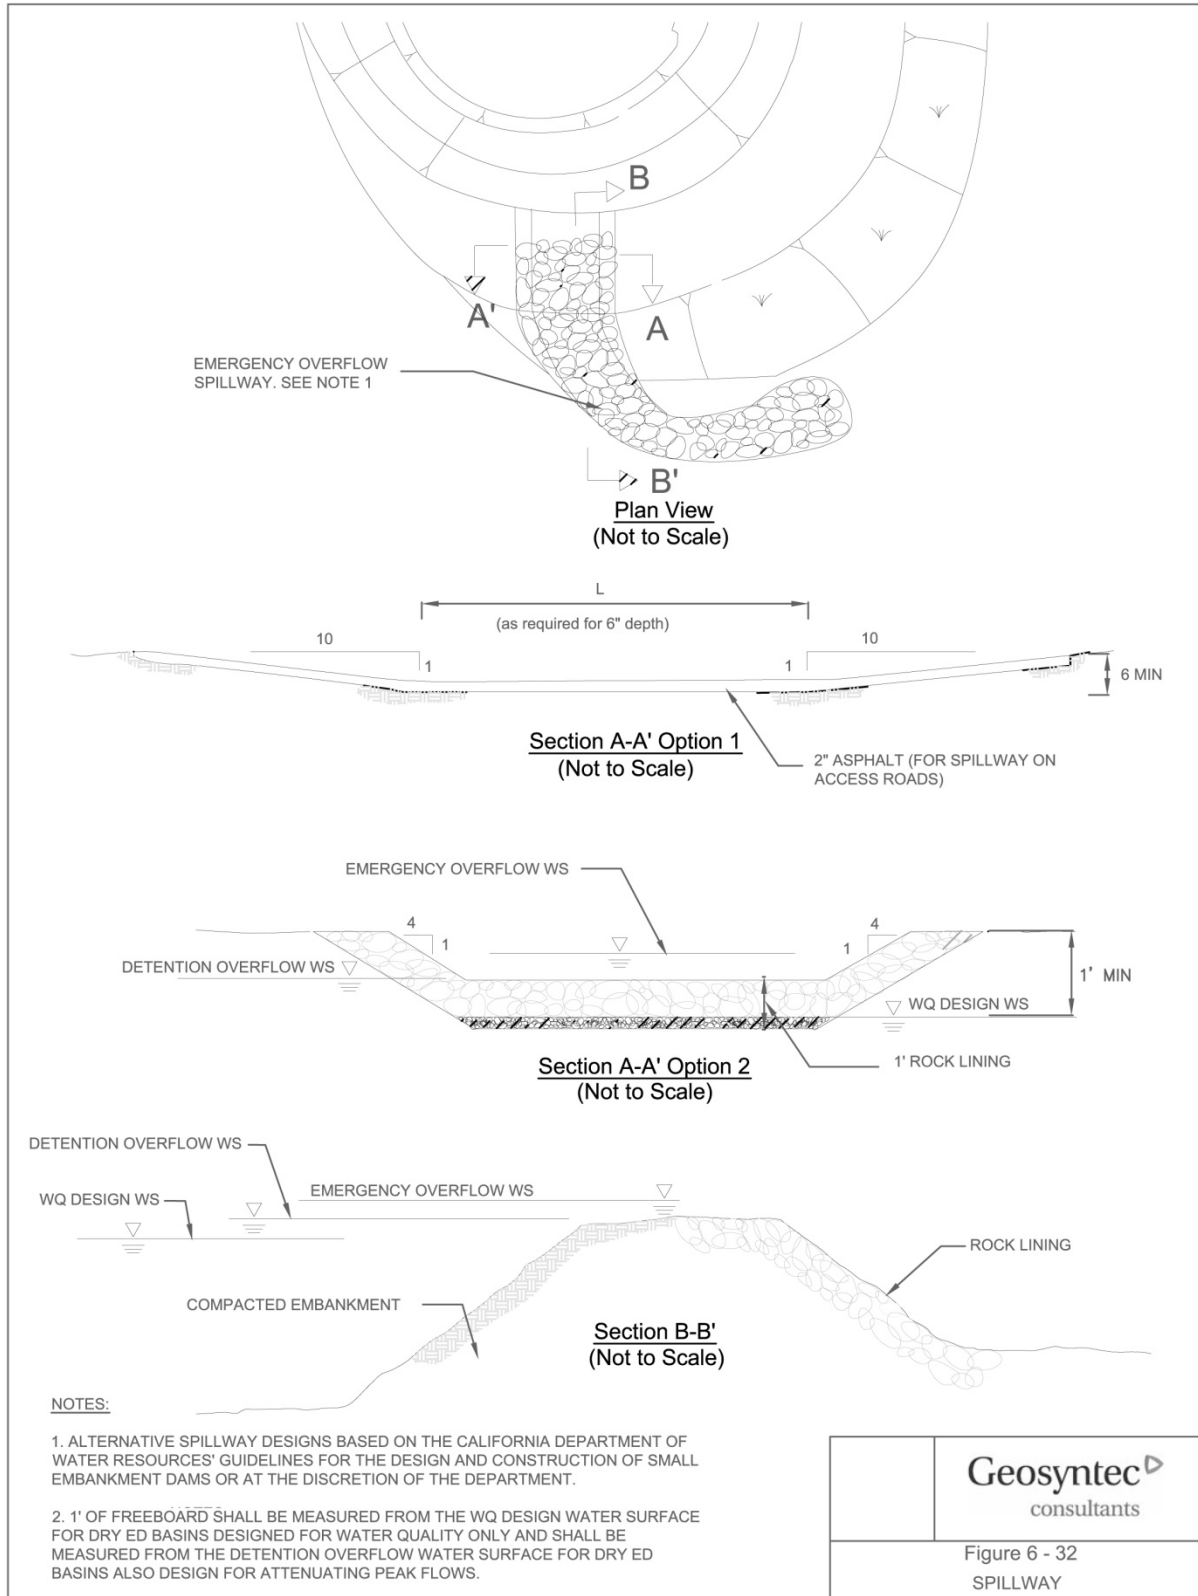 B
A'
A
EMERGENCY OVERFLOW
SPILLWAY. SEE NOTE 1
B'
Plan View
(Not to Scale)
L
(as required for 6" depth)
10
10
1
1
6 MIN
Section A-A' Option 1
(Not to Scale)
2" ASPHALT (FOR SPILLWAY ON
ACCESS ROADS)
EMERGENCY OVERFLOW WS
4
4
1
1
DETENTION OVERFLOW WS
1' MIN
WQ DESIGN WS
1' ROCK LINING
Section A-A' Option 2
(Not to Scale)
DETENTION OVERFLOW WS
EMERGENCY OVERFLOW WS
WQ DESIGN WS
ROCK LINING
COMPACTED EMBANKMENT
Section B-B'
(Not to Scale)
NOTES:
1. ALTERNATIVE SPILLWAY DESIGNS BASED ON THE CALIFORNIA DEPARTMENT OF
WATER RESOURCES' GUIDELINES FOR THE DESIGN AND CONSTRUCTION OF SMALL
EMBANKMENT DAMS OR AT THE DISCRETION OF THE DEPARTMENT.
2. 1' OF FREEBOARD SHALL BE MEASURED FROM THE WQ DESIGN WATER SURFACE
FOR DRY ED BASINS DESIGNED FOR WATER QUALITY ONLY AND SHALL BE
MEASURED FROM THE DETENTION OVERFLOW WATER SURFACE FOR DRY ED
BASINS ALSO DESIGN FOR ATTENUATING PEAK FLOWS.
Geosyntec
consultants
Figure 6 - 32
SPILLWAY